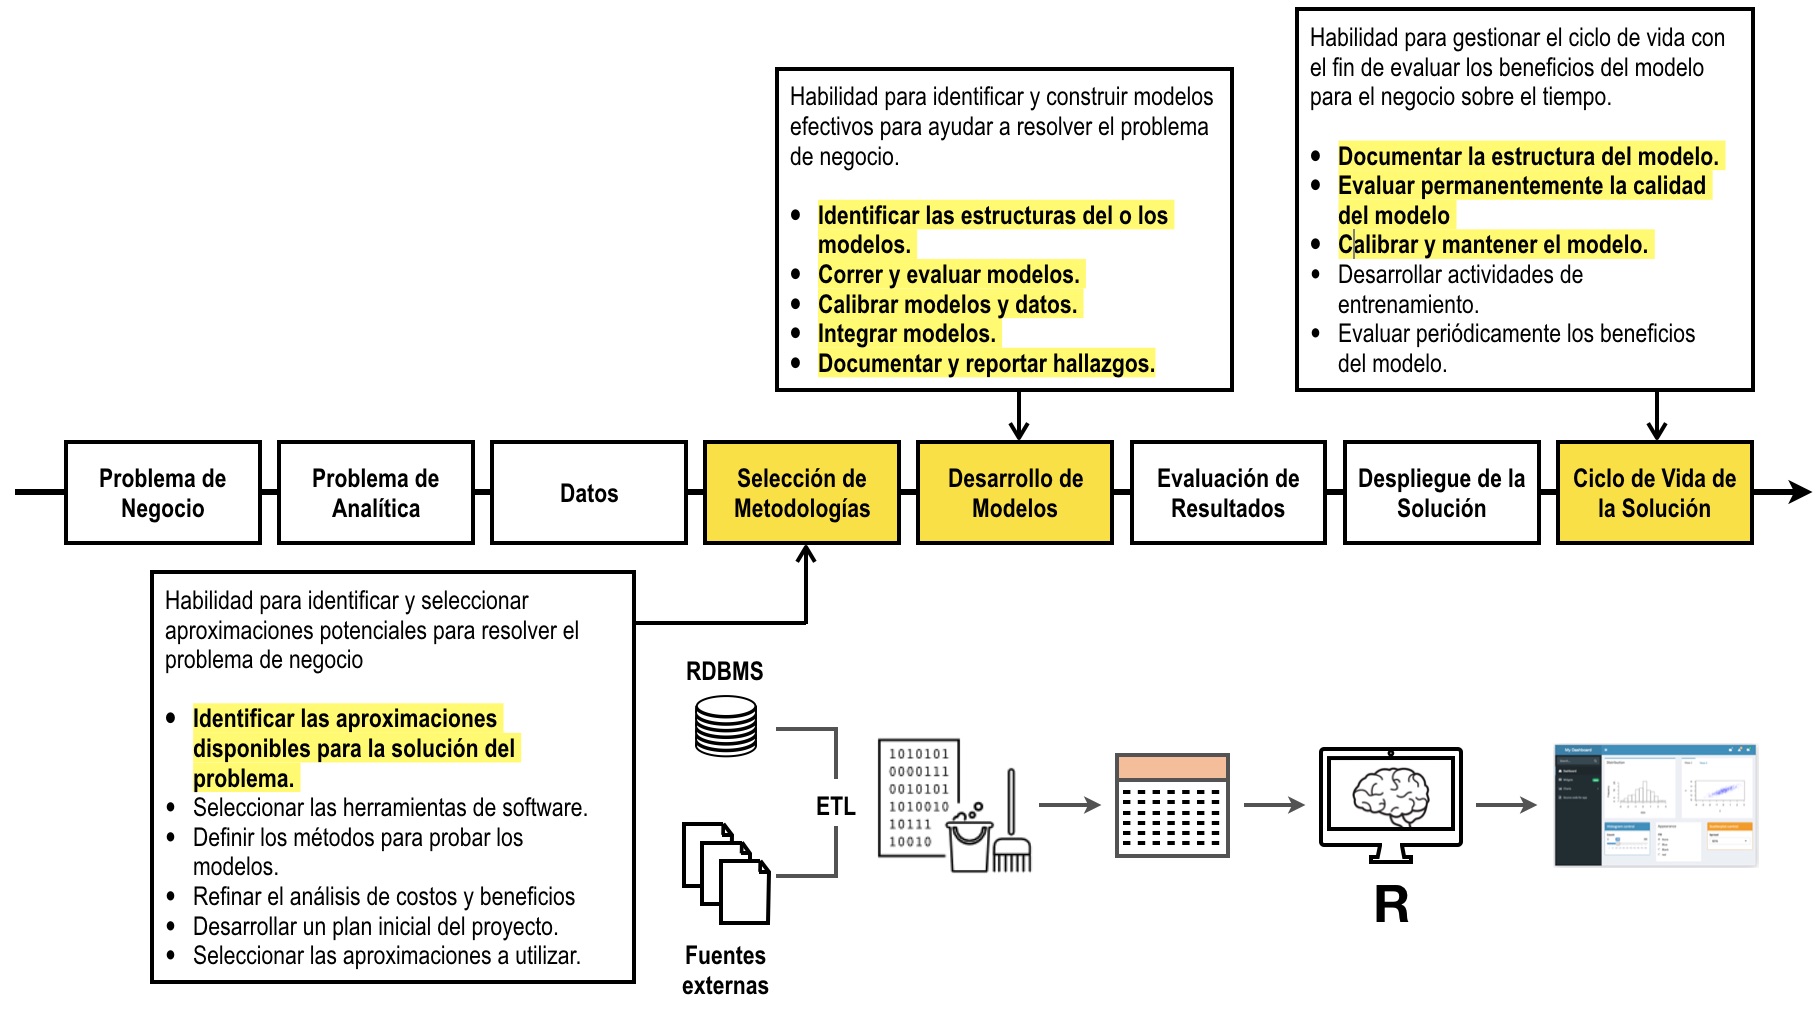 Habilidad para gestionar el ciclo de vida con
el fin de evaluar los beneficios del modelo
para el negocio sobre el tiempo.
• Documentar la estructura del modelo.
• Evaluar permanentemente la calidad
del modelo
• Calibrar y mantener el modelo.
• Desarrollar actividades de
entrenamiento.
• Evaluar periódicamente los beneficios
del modelo.
Habilidad para identificar y construir modelos
efectivos para ayudar a resolver el problema
de negocio.
• Identificar las estructuras del o los
modelos.
• Correr y evaluar modelos.
• Calibrar modelos y datos.
• Integrar modelos.
• Documentar y reportar hallazgos.
Problema de
Negocio
Problema de
Analítica
Datos
Selección de
Metodologías
Desarrollo de
Modelos
Evaluación de
Resultados
Despliegue de la
Solución
Ciclo de Vida de
la Solución
Habilidad para identificar y seleccionar
aproximaciones potenciales para resolver el
problema de negocio
• Identificar las aproximaciones
disponibles para la solución del
problema.
• Seleccionar las herramientas de software.
• Definir los métodos para probar los
modelos.
• Refinar el análisis de costos y beneficios
• Desarrollar un plan inicial del proyecto.
• Seleccionar las aproximaciones a utilizar.
RDBMS
ETL
Fuentes
externas
1010101
0000111
0010101
1010010
10111
10010
R
My Dashboard